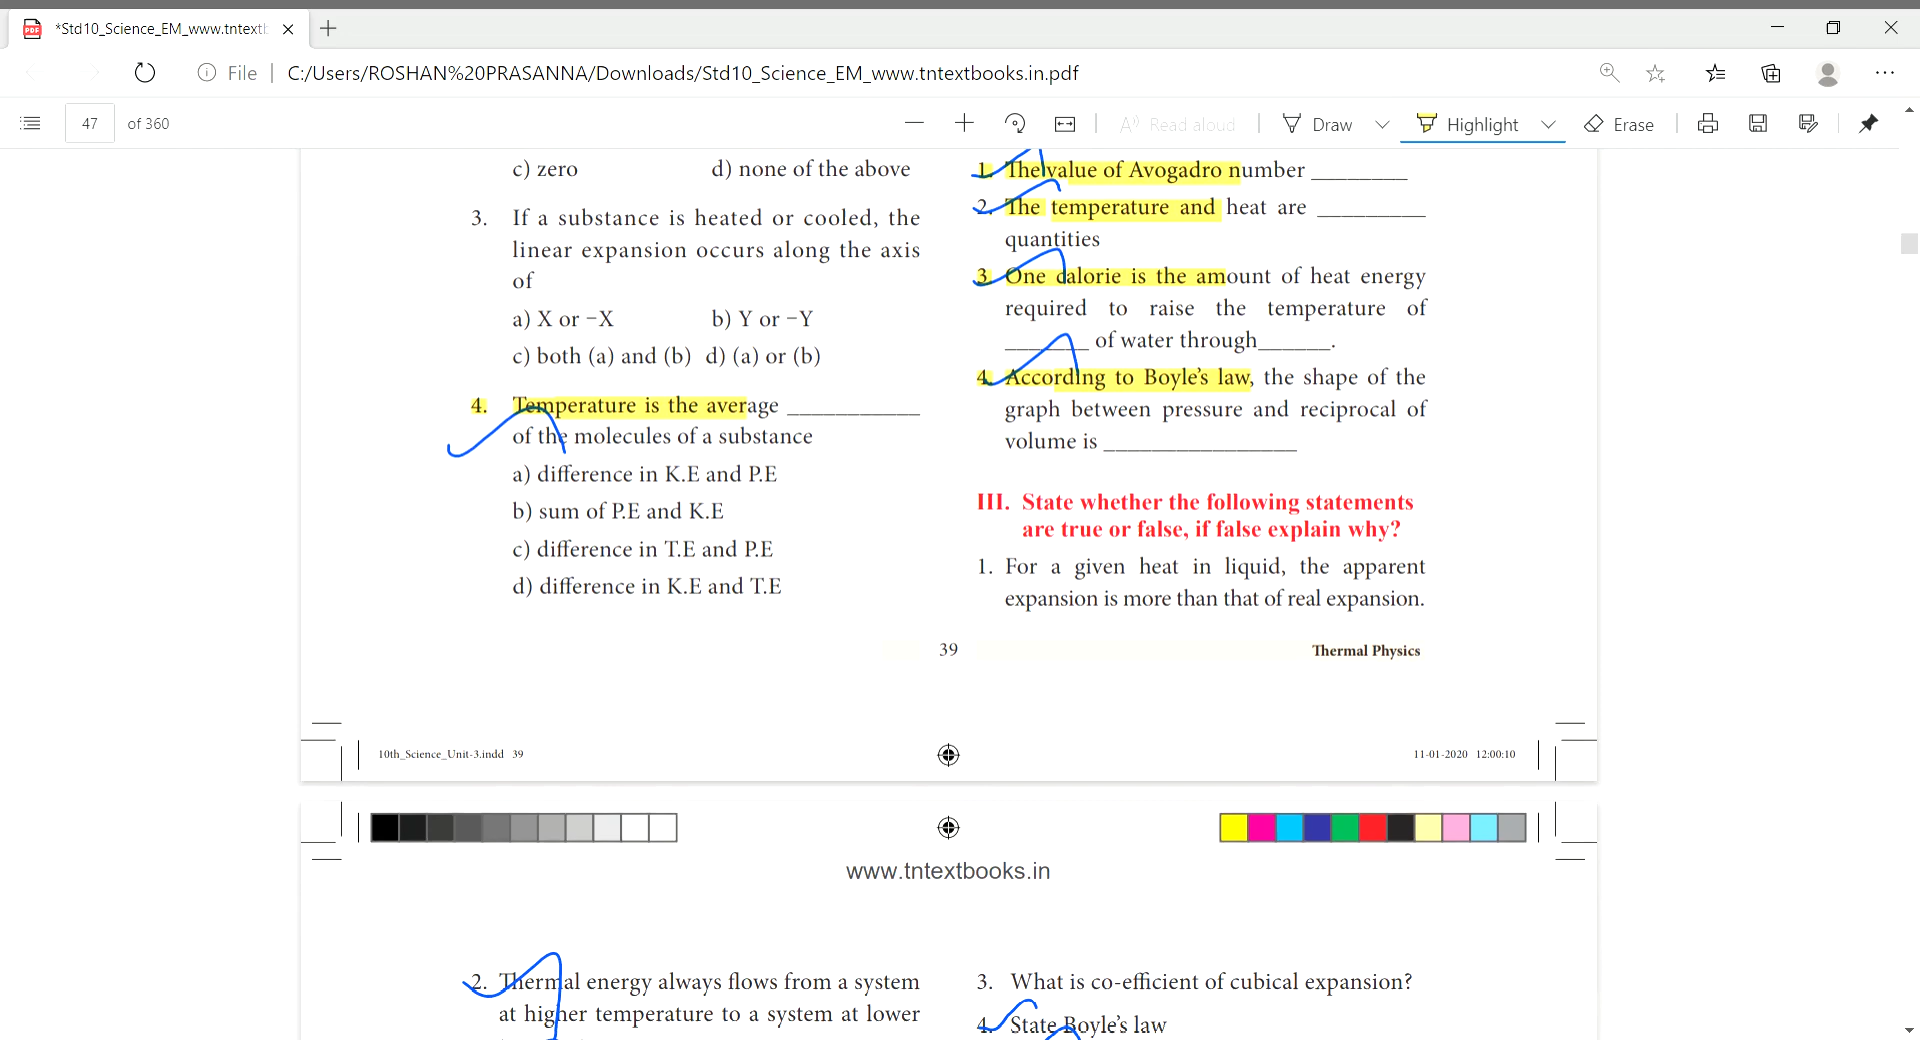 *Std10_Science_EM_www.tntextb
File
C:/Users/ROSHAN%20PRASANNA/Downloads/Std10_Science_EM_www.tntextbooks.in.pdf
47 of 360
Read aloud
Draw
Highlight
Erase
c) zero d) none of the above
3. If a substance is heated or cooled, the
linear expansion occurs along the axis
of
a) X or −X b) Y or −Y
c) both (a) and (b) d) (a) or (b)
4. Temperature is the average ____________
of the molecules of a substance
a) difference in K.E and P.E
b) sum of P.E and K.E
c) difference in T.E and P.E
d) difference in K.E and T.E
1. The value of Avogadro number ________
2. The temperature and heat are _________
quantities
3. One calorie is the amount of heat energy
required to raise the temperature of
_______ of water through______.
4. According to Boyle's law, the shape of the
graph between pressure and reciprocal of
volume is ________________
III. State whether the following statements
are true or false, if false explain why?
1. For a given heat in liquid, the apparent
expansion is more than that of real expansion.
39
Thermal Physics
10th_Science_Unit-3.indd 39
11-01-2020 12:00:10
www.tntextbooks.in
2. Thermal energy always flows from a system
at higher temperature to a system at lower
3. What is co-efficient of cubical expansion?
4. State Boyle's law